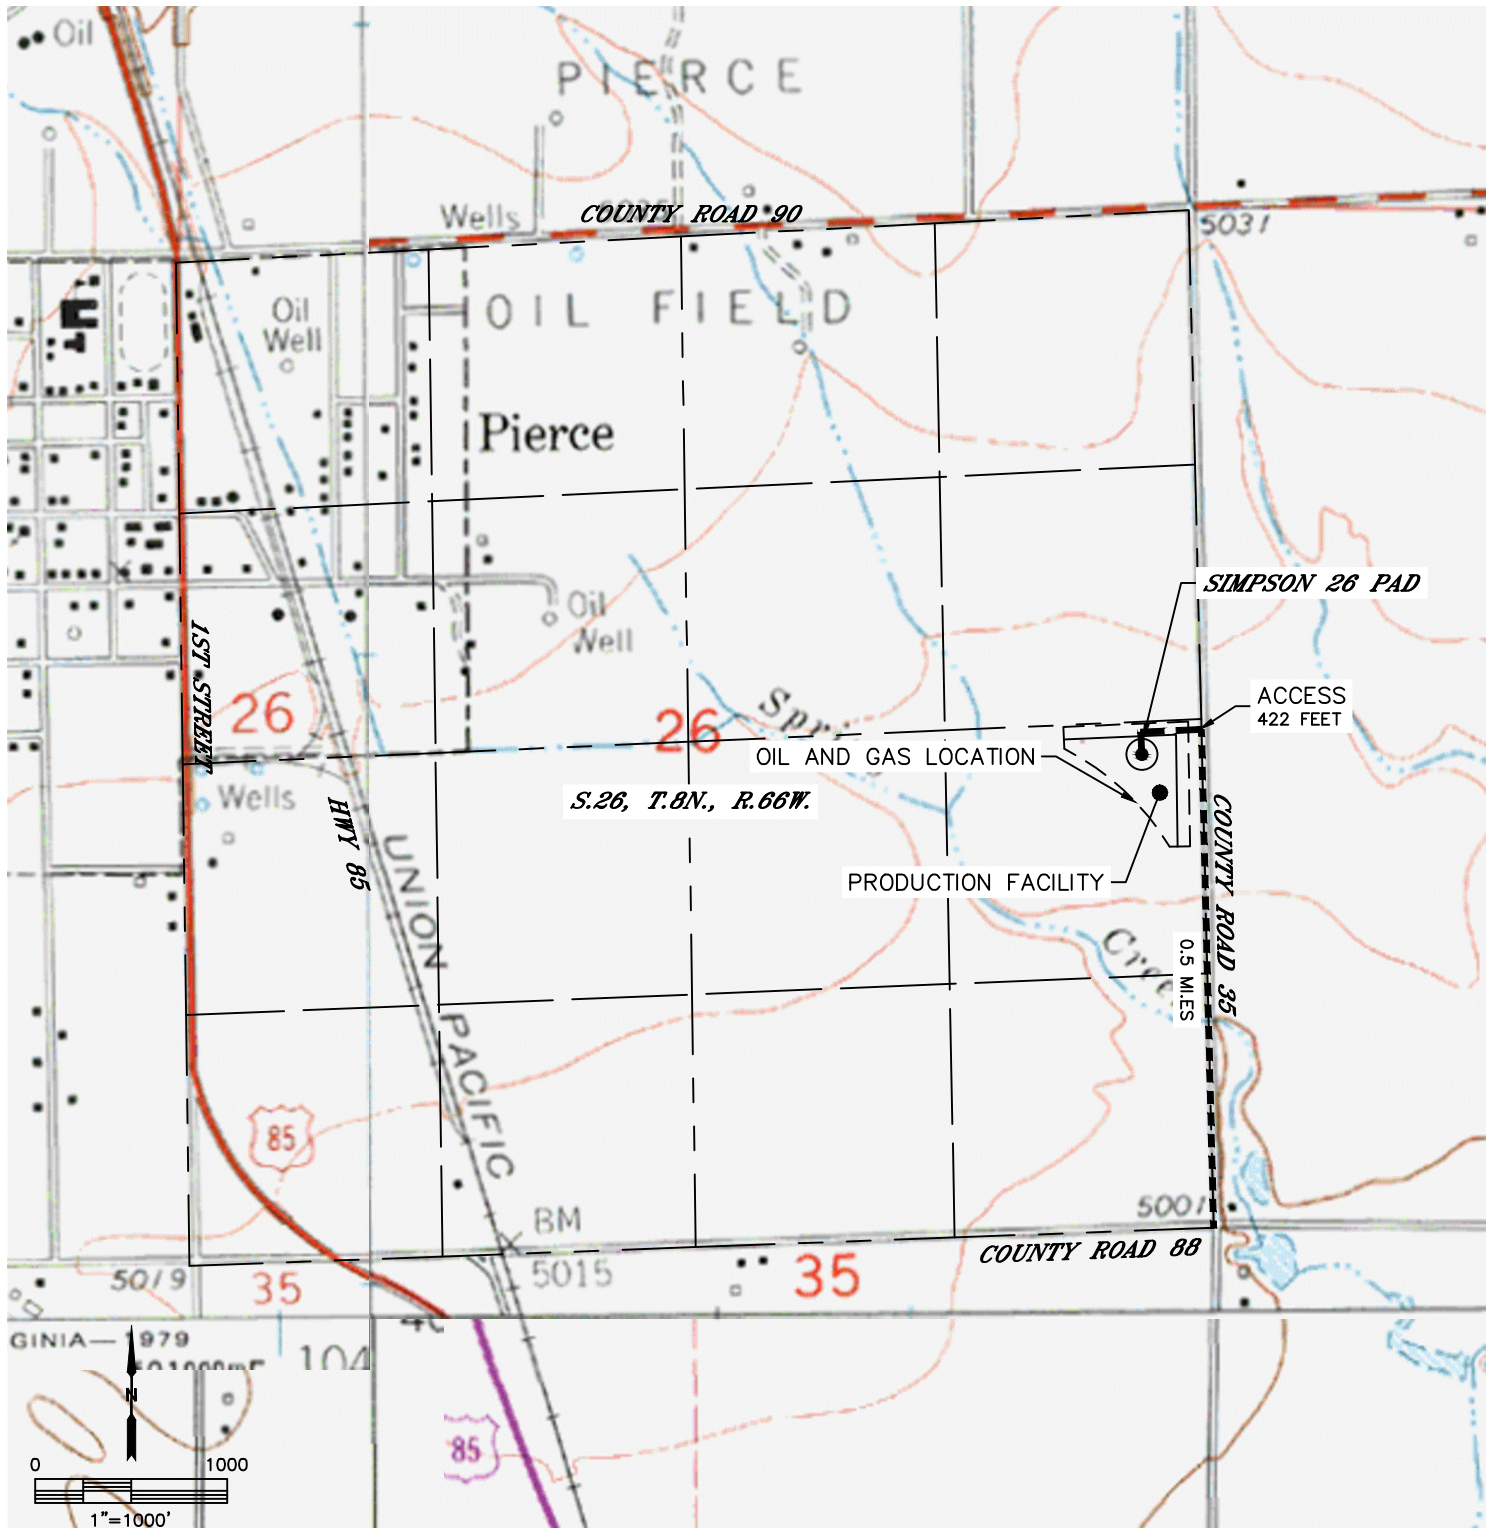 Oil
PIERCE
Wells
COUNTY ROAD 90
5031
Oil
Well
OIL FIELD
Pierce
SIMPSON 26 PAD
Oil
Well
1ST STREET
26
26
ACCESS
422 FEET
OIL AND GAS LOCATION
S.26, T.8N., R.66W.
Wells
HWY 85
UNION
PACIFIC
PRODUCTION FACILITY
COUNTY ROAD 35
0.5 MILES
85
5001
BM
5015
COUNTY ROAD 88
5019
35
35
GINIA—1979
104
N
85
0 1000
1"=1000'